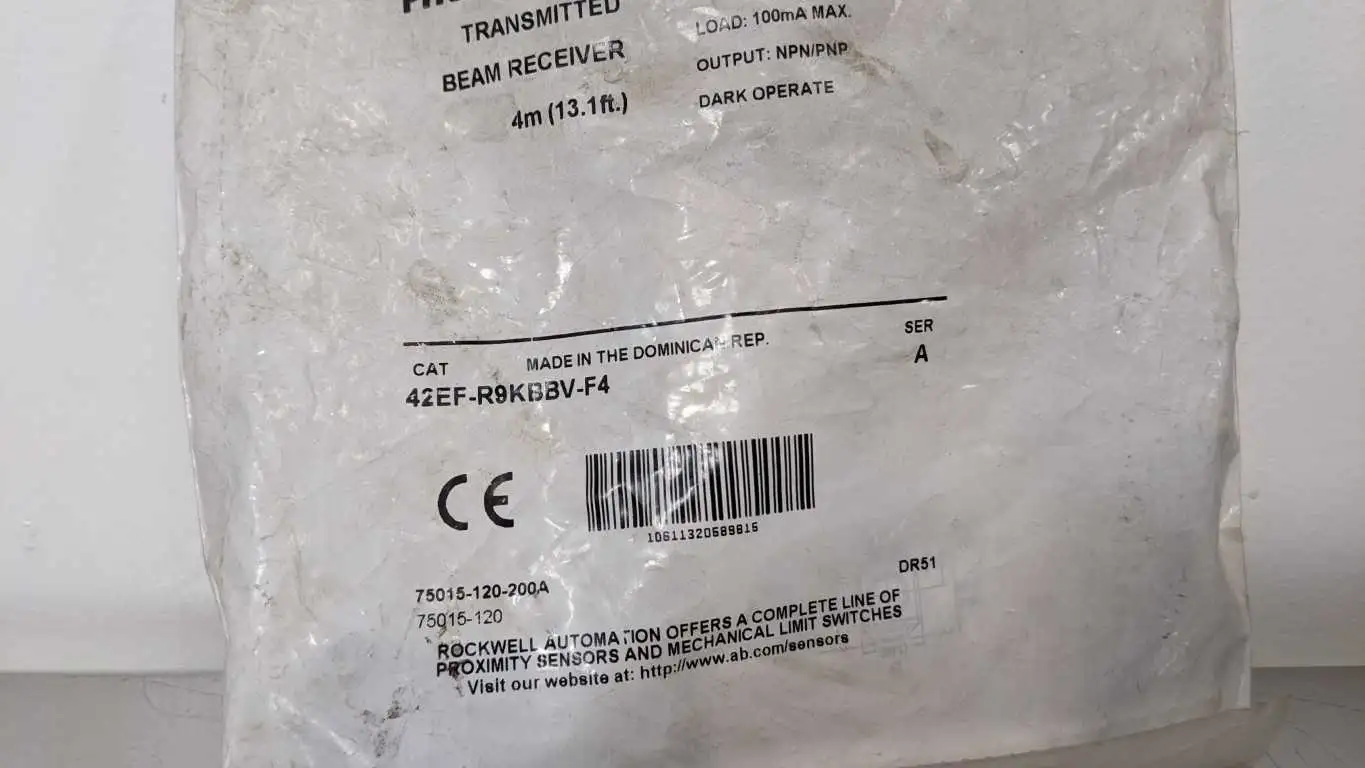 TRANSMITTED
BEAM RECEIVER
4m (13.1ft.)
LOAD: 100mA MAX.
OUTPUT: NPN/PNP
DARK OPERATE
CAT
MADE IN THE DOMINICAN REP.
SER
42EF-R9KBBV-F4
A
CE
10611320689815
75015-120-200A
DR51
75015-120
ROCKWELL AUTOMATION OFFERS A COMPLETE LINE OF
PROXIMITY SENSORS AND MECHANICAL LIMIT SWITCHES
Visit our website at: http://www.ab.com/sensors